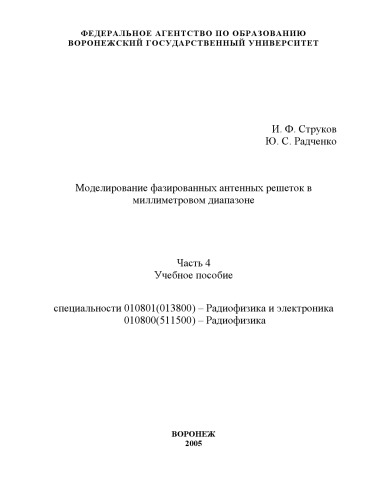 ФЕДЕРАЛЬНОЕ АГЕНТСТВО ПО ОБРАЗОВАНИЮ
ВОРОНЕЖСКИЙ ГОСУДАРСТВЕННЫЙ УНИВЕРСИТЕТ
И. Ф. Струков
Ю. С. Радченко
Моделирование фазированных антенных решеток в
миллиметровом диапазоне
Часть 4
Учебное пособие
специальности 010801(013800) – Радиофизика и электроника
010800(511500) – Радиофизика
ВОРОНЕЖ
2005